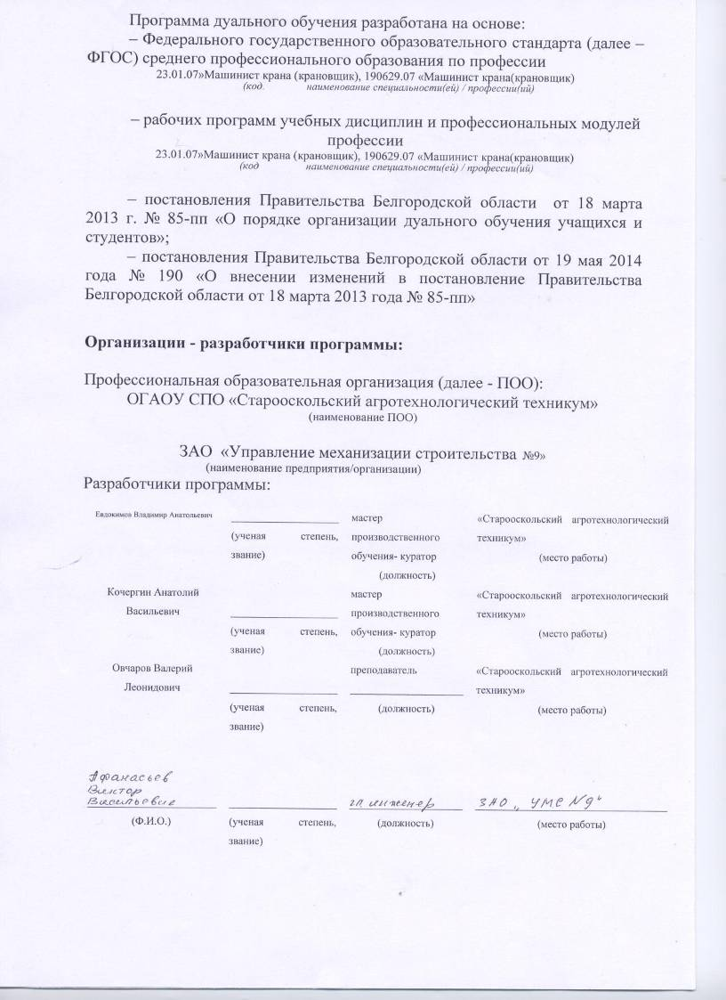 Программа дуального обучения разработана на основе:
– Федерального государственного образовательного стандарта (далее –
ФГОС) среднего профессионального образования по профессии
23.01.07»Машинист крана (крановщик), 190629.07 «Машинист крана(крановщик)
(код. наименование специальности(ей) / профессии(ий)
– рабочих программ учебных дисциплин и профессиональных модулей
профессии
23.01.07»Машинист крана (крановщик), 190629.07 «Машинист крана(крановщик)
(код наименование специальности(ей) / профессии(ий)
– постановления Правительства Белгородской области от 18 марта
2013 г. № 85-пп «О порядке организации дуального обучения учащихся и
студентов»;
– постановления Правительства Белгородской области от 19 мая 2014
года № 190 «О внесении изменений в постановление Правительства
Белгородской области от 18 марта 2013 года № 85-пп»
Организации - разработчики программы:
Профессиональная образовательная организация (далее - ПОО):
ОГАОУ СПО «Старооскольский агротехнологический техникум»
(наименование ПОО)
ЗАО «Управление механизации строительства №9»
(наименование предприятия/организации)
Разработчики программы:
Евдокимов Владимир Анатольевич мастер «Старооскольский агротехнологический
(ученая степень, производственного техникум»
звание) обучения- куратор (место работы)
(должность)
Кочергин Анатолий мастер «Старооскольский агротехнологический
Васильевич производственного техникум»
(ученая степень, обучения- куратор (место работы)
звание) (должность)
Овчаров Валерий преподаватель «Старооскольский агротехнологический
Леонидович техникум»
(ученая степень, (должность) (место работы)
звание)
Афанасьев
Виктор
Васильевич гл инженер ЗАО „УМС №9"
(Ф.И.О.) (ученая степень, (должность) (место работы)
звание)